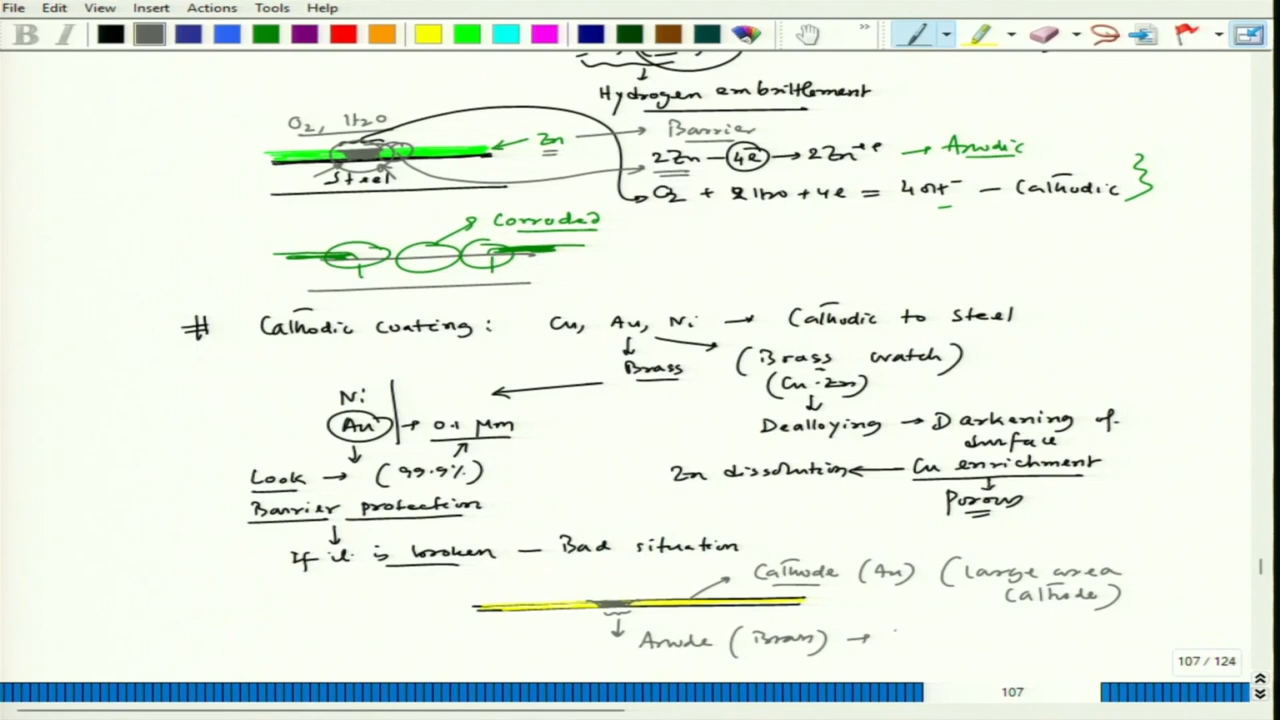 File Edit View Insert Actions Tools Help
B I
Hydrogen embrittlement
O2, H2O
Zn
Barrier
2Zn - 4e → 2Zn++ → Anodic
Steel
O2 + 2H2O + 4e = 4OH- - Cathodic
Corroded
# Cathodic coating: Cu, Au, Ni → Cathodic to steel
Brass (Brass watch)
(Cu-Zn)
Ni
Au → 0.1 μm
Dealloying → Darkening of surface
Look → (99.9%)
Zn dissolution ← Cu enrichment
Barrier protection
Porous
If it is broken - Bad situation
Cathode (Au) (large area cathode)
Anode (Brass) →
107 / 124
107